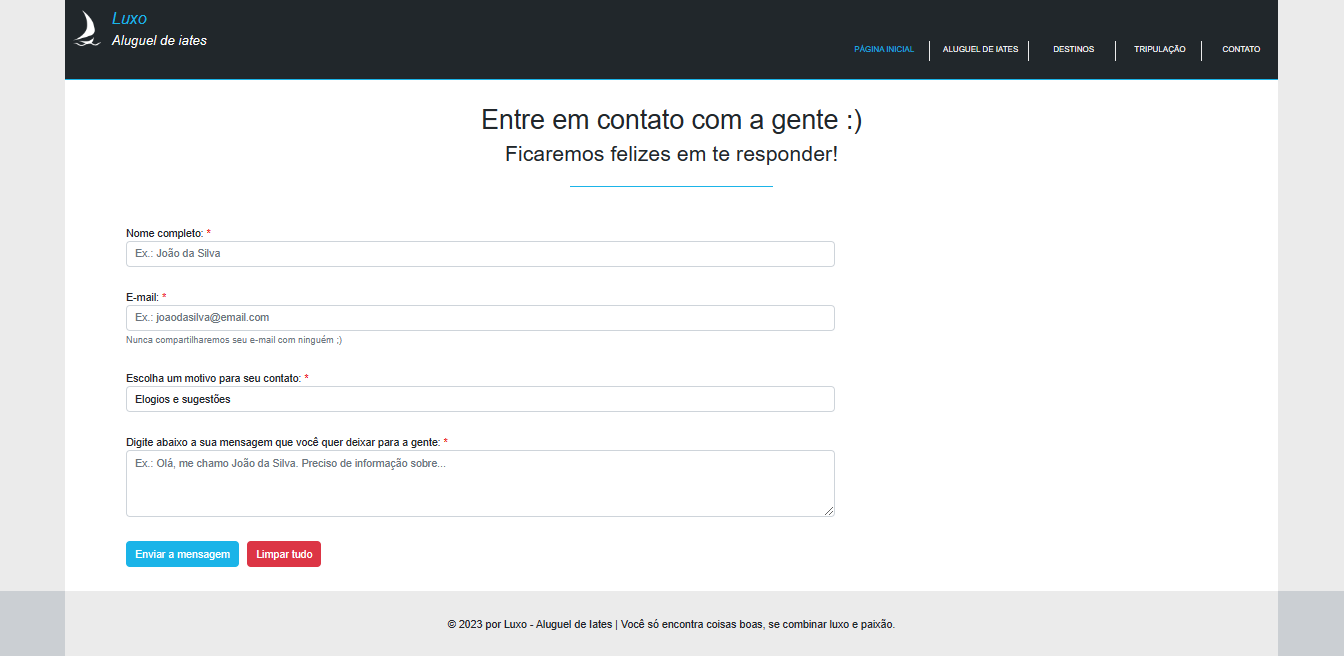 Luxo
Aluguel de iates
PÁGINA INICIAL
ALUGUEL DE IATES
DESTINOS
TRIPULAÇÃO
CONTATO
Entre em contato com a gente :)
Ficaremos felizes em te responder!
Nome completo: *
Ex.: João da Silva
E-mail: *
Ex.: joaodasilva@email.com
Nunca compartilharemos seu e-mail com ninguém ;)
Escolha um motivo para seu contato: *
Elogios e sugestões
Digite abaixo a sua mensagem que você quer deixar para a gente: *
Ex.: Olá, me chamo João da Silva. Preciso de informação sobre...
Enviar a mensagem
Limpar tudo
© 2023 por Luxo - Aluguel de Iates | Você só encontra coisas boas, se combinar luxo e paixão.